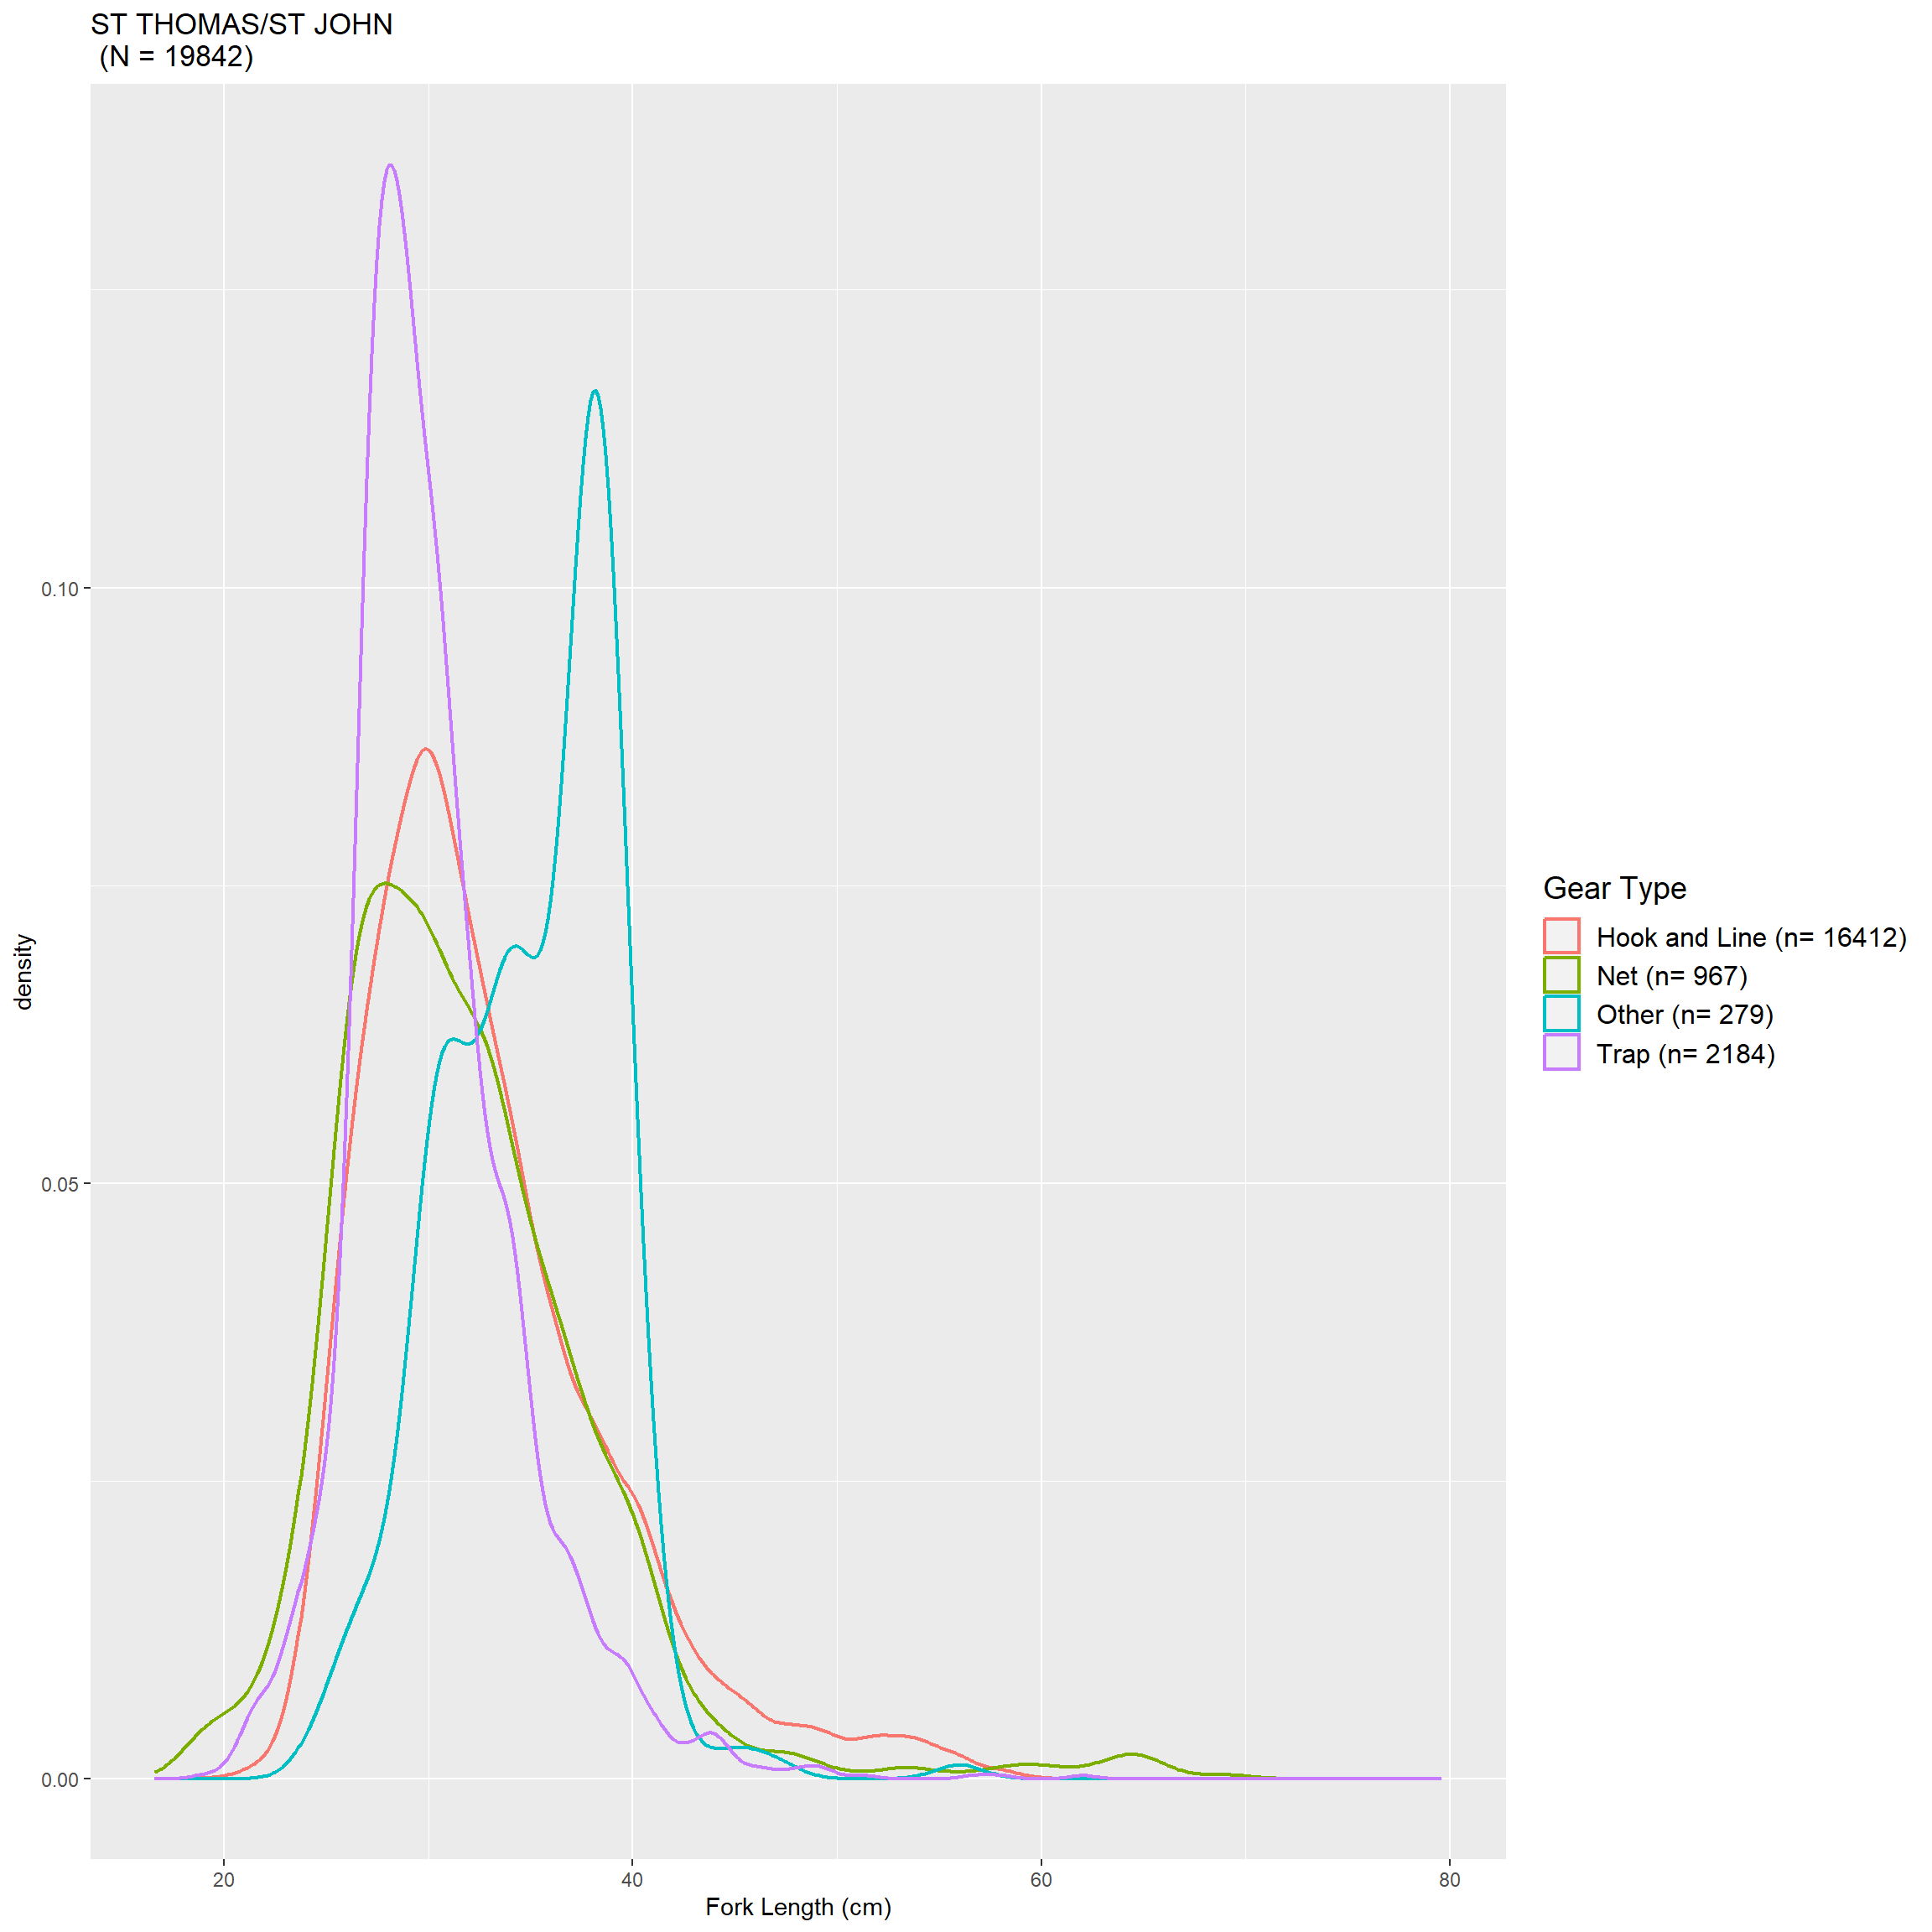 ST THOMAS/ST JOHN
(N = 19842)
density
0.10
0.05
0.00
20
40
60
80
Fork Length (cm)
Gear Type
Hook and Line (n= 16412)
Net (n= 967)
Other (n= 279)
Trap (n= 2184)